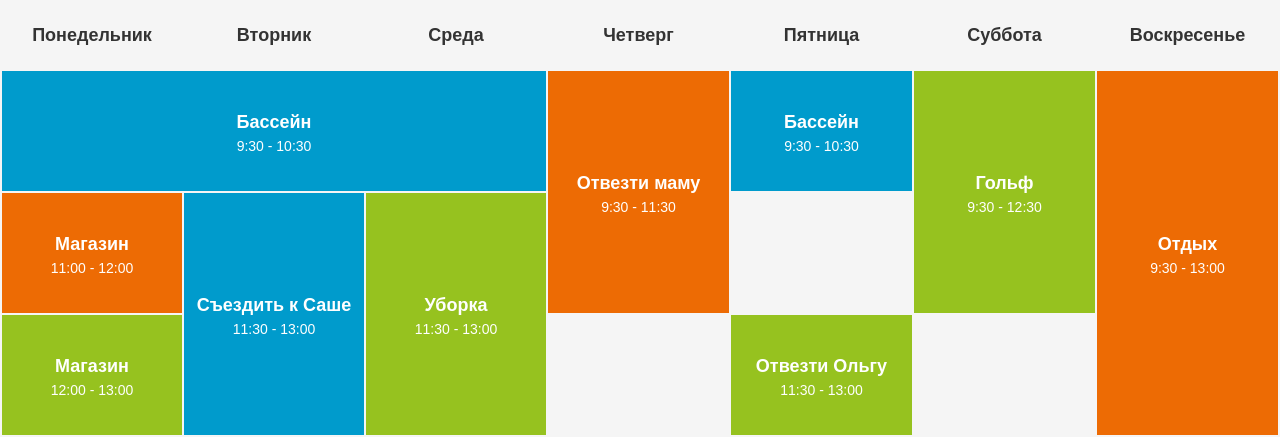 Понедельник
Вторник
Среда
Четверг
Пятница
Суббота
Воскресенье
Бассейн
9:30 - 10:30
Отвезти маму
9:30 - 11:30
Бассейн
9:30 - 10:30
Гольф
9:30 - 12:30
Отдых
9:30 - 13:00
Магазин
11:00 - 12:00
Съездить к Саше
11:30 - 13:00
Уборка
11:30 - 13:00
Магазин
12:00 - 13:00
Отвезти Ольгу
11:30 - 13:00